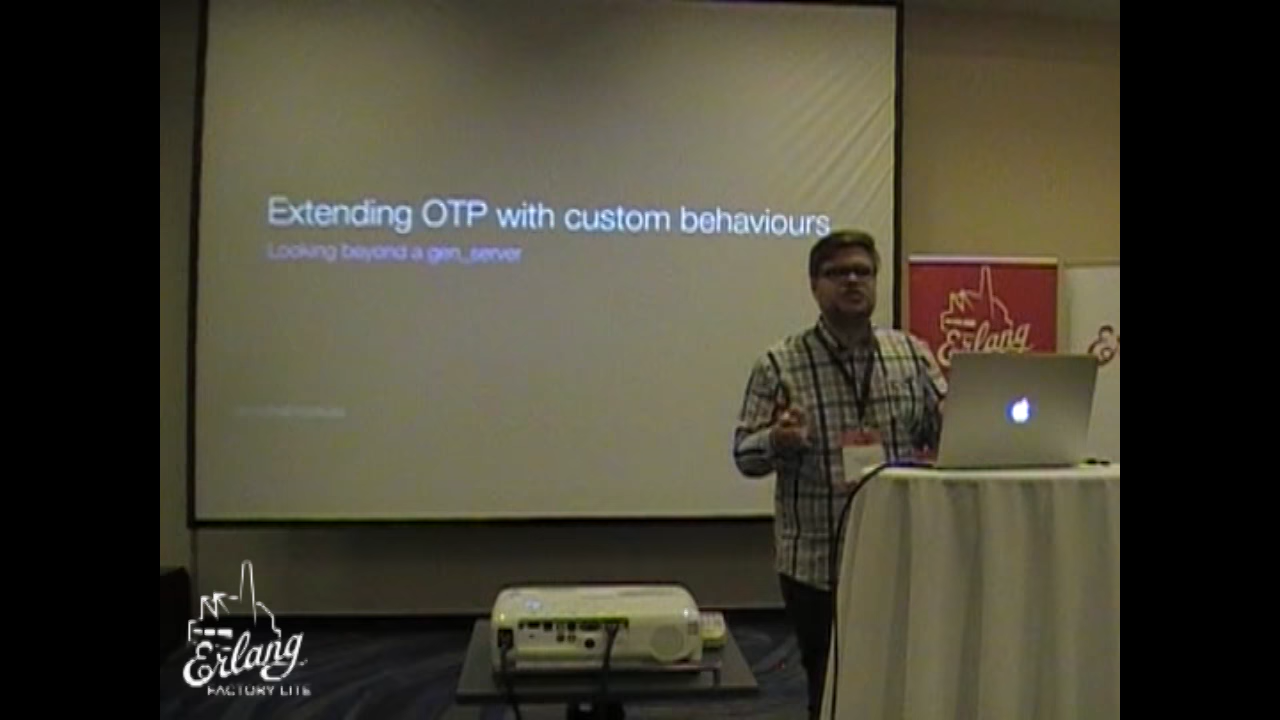 Extending OTP with custom behaviours
Looking beyond a gen_server
Erlang
Erlang
FACTORY LITE